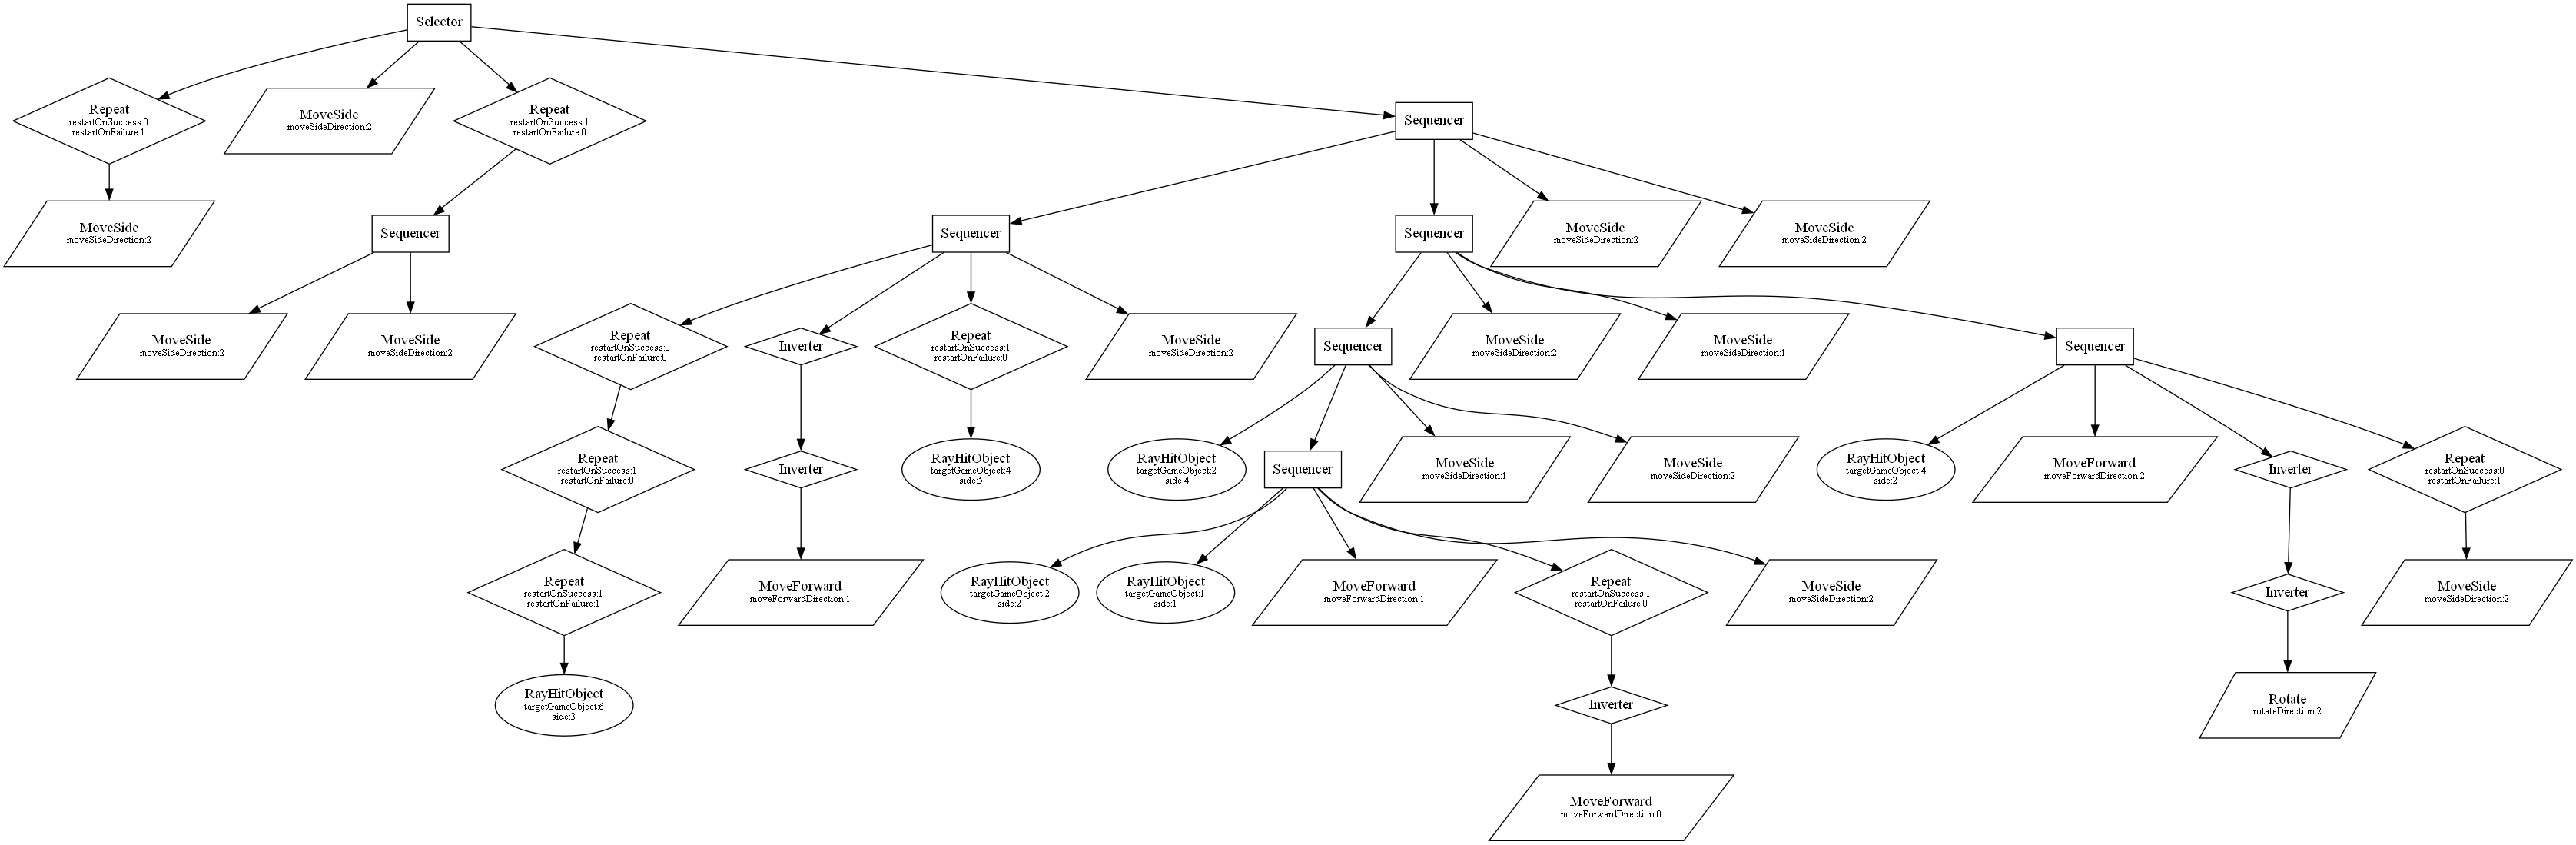 Selector
Repeat
restartOnSuccess:0
restartOnFailure:1
MoveSide
moveSideDirection:2
Repeat
restartOnSuccess:1
restartOnFailure:0
Sequencer
MoveSide
moveSideDirection:2
Sequencer
Sequencer
Sequencer
MoveSide
moveSideDirection:2
MoveSide
moveSideDirection:2
MoveSide
moveSideDirection:2
MoveSide
moveSideDirection:2
Repeat
restartOnSuccess:0
restartOnFailure:0
Inverter
Repeat
restartOnSuccess:1
restartOnFailure:0
MoveSide
moveSideDirection:2
Sequencer
MoveSide
moveSideDirection:2
MoveSide
moveSideDirection:1
Sequencer
Repeat
restartOnSuccess:1
restartOnFailure:0
Inverter
RayHitObject
targetGameObject:4
side:5
RayHitObject
targetGameObject:2
side:4
Sequencer
MoveSide
moveSideDirection:1
MoveSide
moveSideDirection:2
RayHitObject
targetGameObject:4
side:2
MoveForward
moveForwardDirection:2
Inverter
Repeat
restartOnSuccess:0
restartOnFailure:1
Repeat
restartOnSuccess:1
restartOnFailure:1
MoveForward
moveForwardDirection:1
RayHitObject
targetGameObject:2
side:2
RayHitObject
targetGameObject:1
side:1
MoveForward
moveForwardDirection:1
Repeat
restartOnSuccess:1
restartOnFailure:0
MoveSide
moveSideDirection:2
Inverter
MoveSide
moveSideDirection:2
RayHitObject
targetGameObject:6
side:3
Inverter
Rotate
rotateDirection:2
MoveForward
moveForwardDirection:0